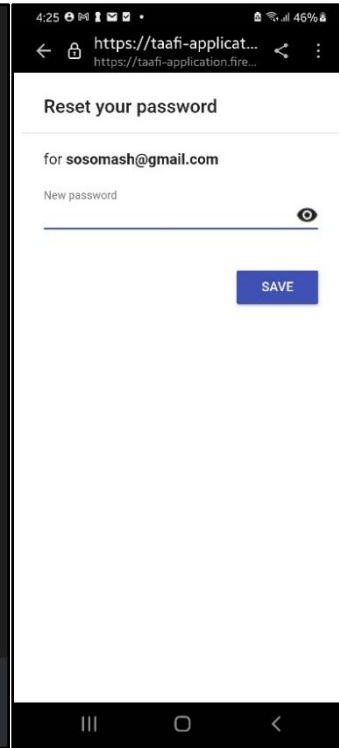 4:25
46%
https://taafi-applicat...
https://taafi-application.fire...
Reset your password
for sosomash@gmail.com
New password
SAVE